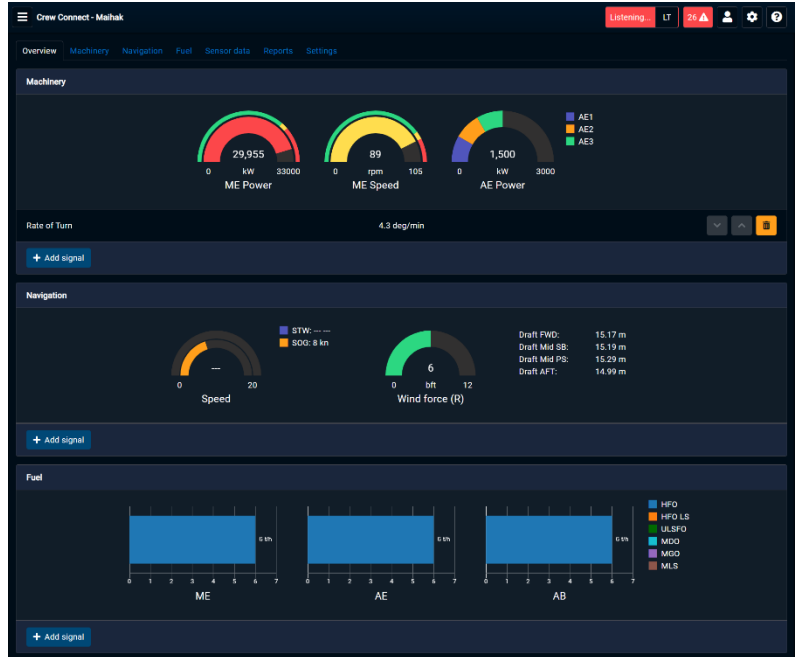 Crew Connect - Maihak
Listening... LT 26
Overview Machinery Navigation Fuel Sensor data Reports Settings
Machinery
29,955
0 kW 33000
ME Power
89
0 rpm 105
ME Speed
1,500
0 kW 3000
AE Power
AE1
AE2
AE3
Rate of Turn 4.3 deg/min
+ Add signal
Navigation
---
0 20
Speed
STW: --- ---
SOG: 8 kn
6
0 bft 12
Wind force (R)
Draft FWD: 15.17 m
Draft Mid SB: 15.19 m
Draft Mid PS: 15.29 m
Draft AFT: 14.99 m
+ Add signal
Fuel
6 t/h
0 1 2 3 4 5 6 7
ME
6 t/h
0 1 2 3 4 5 6 7
AE
6 t/h
0 1 2 3 4 5 6 7
AB
HFO
HFO LS
ULSFO
MDO
MGO
MLS
+ Add signal